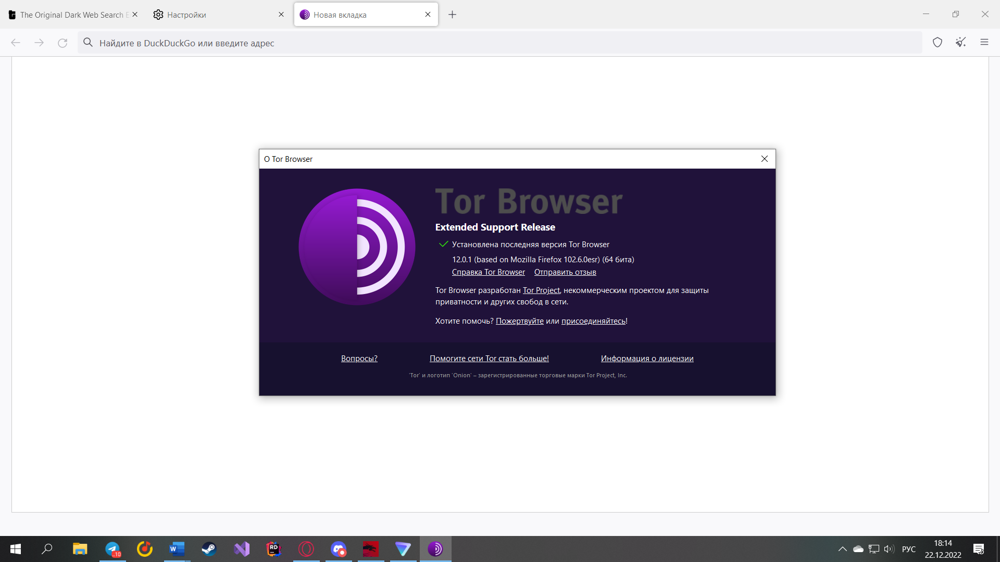 The Original Dark Web Search E
Настройки
Новая вкладка
Найдите в DuckDuckGo или введите адрес
О Tor Browser
Tor Browser
Extended Support Release
Установлена последняя версия Tor Browser
12.0.1 (based on Mozilla Firefox 102.6.0esr) (64 бита)
Справка Tor Browser Отправить отзыв
Tor Browser разработан Tor Project, некоммерческим проектом для защиты
приватности и других свобод в сети.
Хотите помочь? Пожертвуйте или присоединяйтесь!
Вопросы? Помогите сети Tor стать больше! Информация о лицензии
'Tor' и логотип 'Onion' – зарегистрированные торговые марки Tor Project, Inc.
..10
W
RD
РУС
18:14
22.12.2022